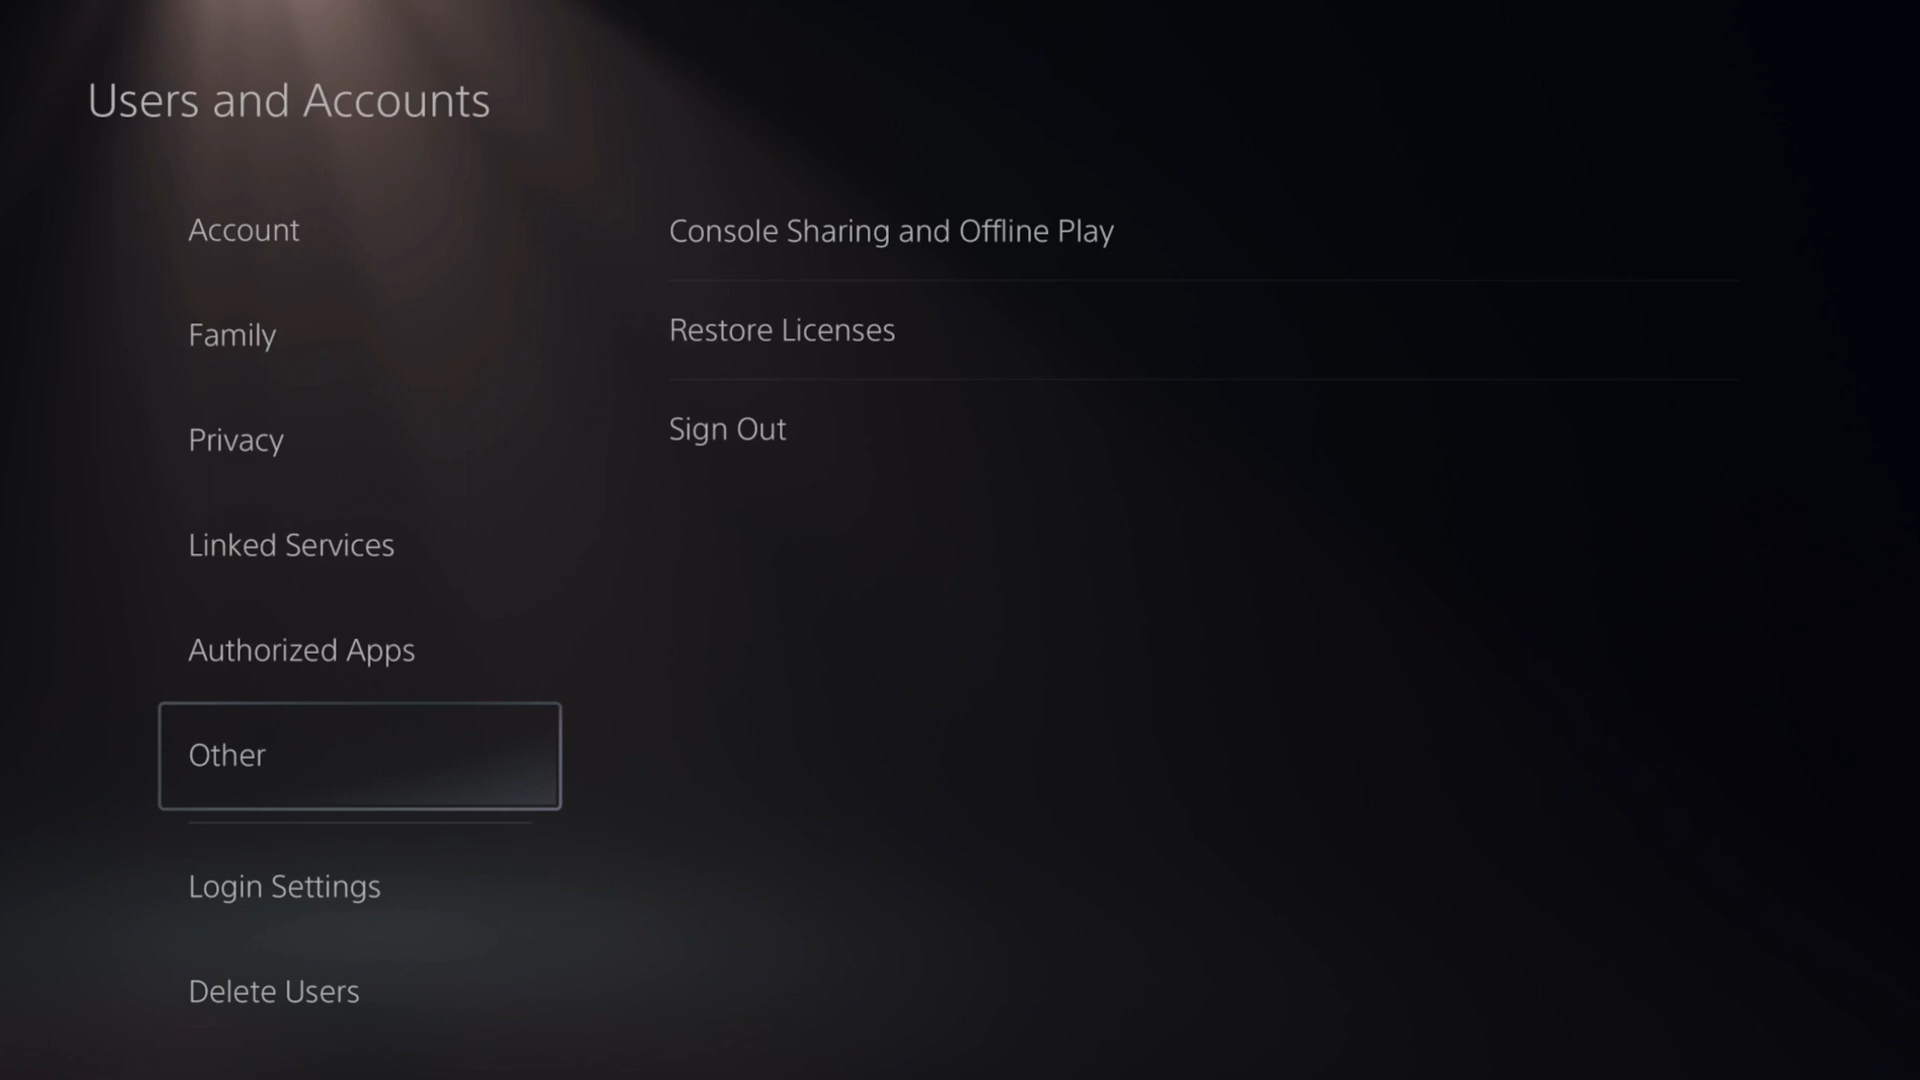 Users and Accounts
Account
Family
Privacy
Linked Services
Authorized Apps
Other
Login Settings
Delete Users
Console Sharing and Offline Play
Restore Licenses
Sign Out